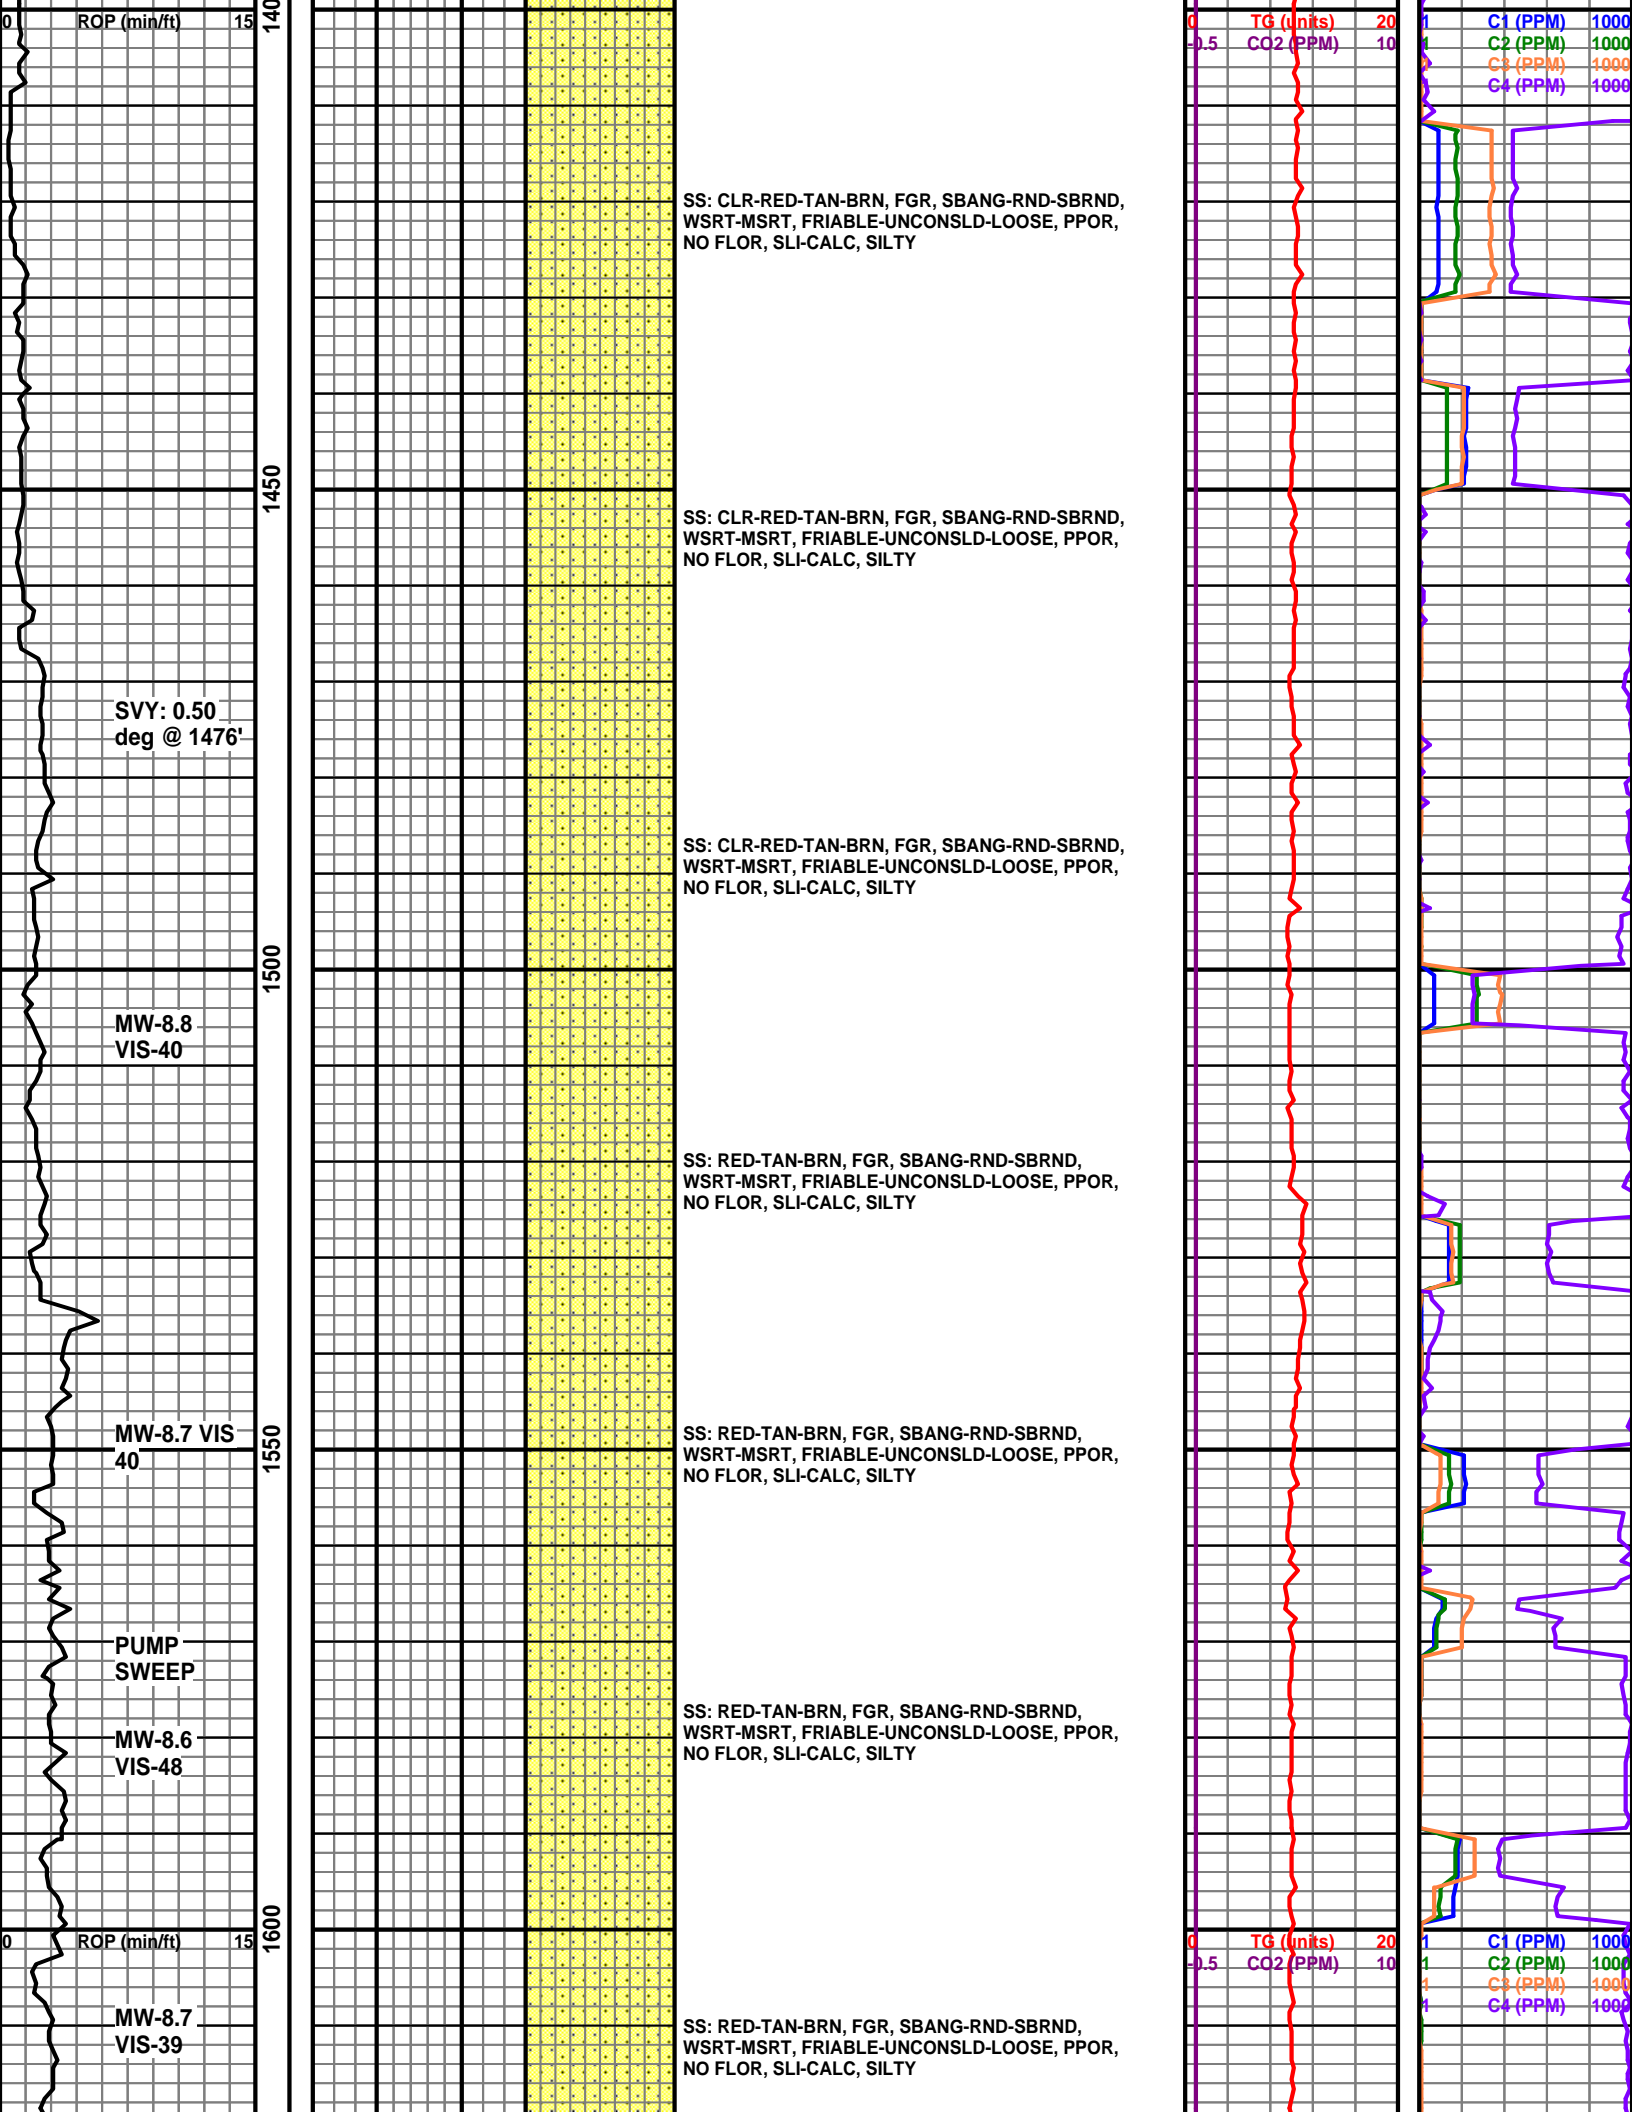 0 ROP (min/ft) 15
140
0 TG (units) 20
-0.5 CO2 (PPM) 10
1 C1 (PPM) 1000
1 C2 (PPM) 1000
1 C3 (PPM) 1000
1 C4 (PPM) 1000
SS: CLR-RED-TAN-BRN, FGR, SBANG-RND-SBRND,
WSRT-MSRT, FRIABLE-UNCONSLD-LOOSE, PPOR,
NO FLOR, SLI-CALC, SILTY
1450
SS: CLR-RED-TAN-BRN, FGR, SBANG-RND-SBRND,
WSRT-MSRT, FRIABLE-UNCONSLD-LOOSE, PPOR,
NO FLOR, SLI-CALC, SILTY
SVY: 0.50
deg @ 1476'
SS: CLR-RED-TAN-BRN, FGR, SBANG-RND-SBRND,
WSRT-MSRT, FRIABLE-UNCONSLD-LOOSE, PPOR,
NO FLOR, SLI-CALC, SILTY
1500
MW-8.8
VIS-40
SS: RED-TAN-BRN, FGR, SBANG-RND-SBRND,
WSRT-MSRT, FRIABLE-UNCONSLD-LOOSE, PPOR,
NO FLOR, SLI-CALC, SILTY
MW-8.7 VIS
40
1550
SS: RED-TAN-BRN, FGR, SBANG-RND-SBRND,
WSRT-MSRT, FRIABLE-UNCONSLD-LOOSE, PPOR,
NO FLOR, SLI-CALC, SILTY
PUMP
SWEEP
MW-8.6
VIS-48
SS: RED-TAN-BRN, FGR, SBANG-RND-SBRND,
WSRT-MSRT, FRIABLE-UNCONSLD-LOOSE, PPOR,
NO FLOR, SLI-CALC, SILTY
1600
0 ROP (min/ft) 15
0 TG (units) 20
-0.5 CO2 (PPM) 10
1 C1 (PPM) 1000
1 C2 (PPM) 1000
1 C3 (PPM) 1000
1 C4 (PPM) 1000
MW-8.7
VIS-39
SS: RED-TAN-BRN, FGR, SBANG-RND-SBRND,
WSRT-MSRT, FRIABLE-UNCONSLD-LOOSE, PPOR,
NO FLOR, SLI-CALC, SILTY